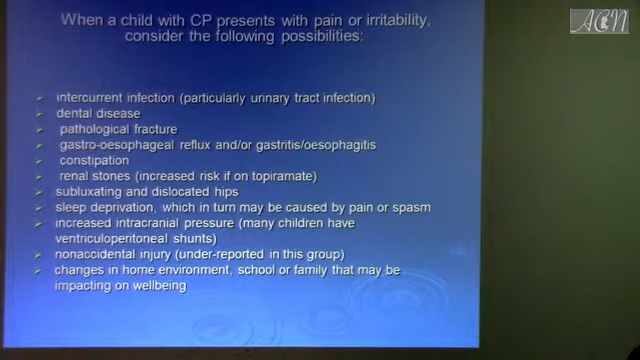 When a child with CP presents with pain or irritability,
consider the following possibilities:
ACN
intercurrent infection (particularly urinary tract infection)
dental disease
pathological fracture
gastro-oesophageal reflux and/or gastritis/oesophagitis
constipation
renal stones (increased risk if on topiramate)
subluxating and dislocated hips
sleep deprivation, which in turn may be caused by pain or spasm
increased intracranial pressure (many children have
ventriculoperitoneal shunts)
nonaccidental injury (under-reported in this group)
changes in home environment, school or family that may be
impacting on wellbeing